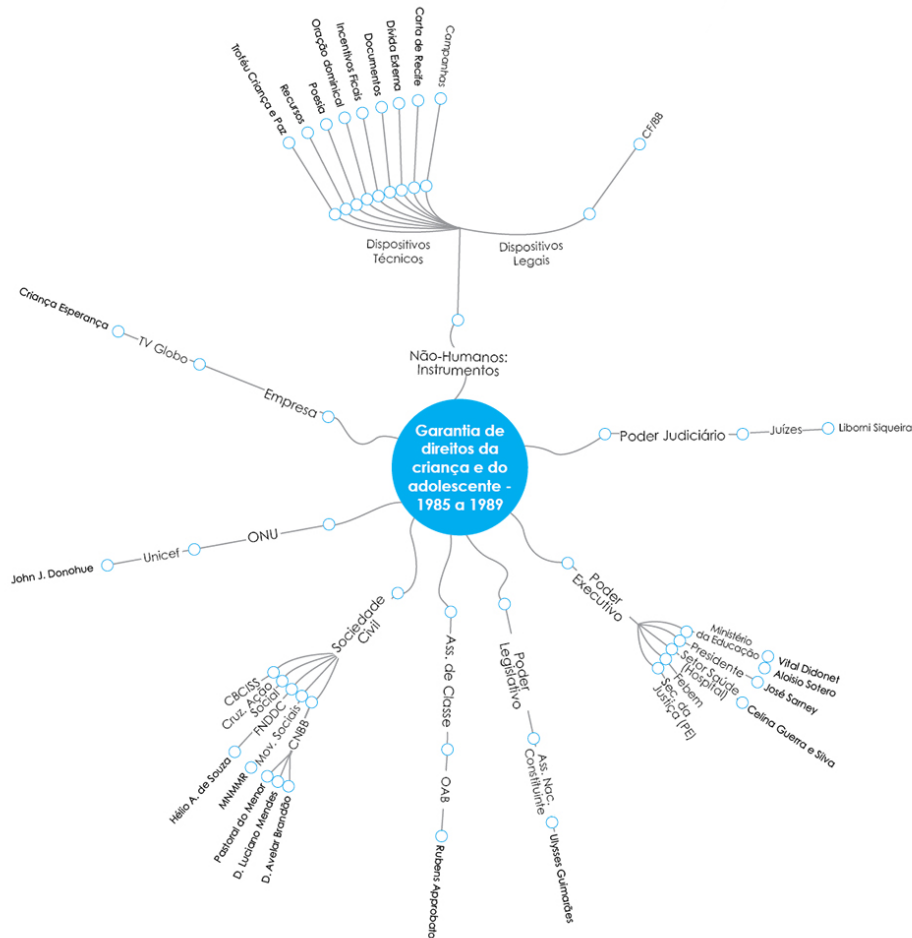 Troféu Criança e Paz
Recursos
Poesia
Oração dominical
Incentivos Ficais
Documentos
Dívida Externa
Carta de Recife
Campanhas
CF/88
Dispositivos
Técnicos
Dispositivos
Legais
Não-Humanos:
Instrumentos
Criança Esperança
TV Globo
Empresa
Garantia de
direitos da
criança e do
adolescente -
1985 a 1989
Poder Judiciário
Juízes
Liborni Siqueira
ONU
Unicef
John J. Donohue
Poder
Executivo
Ministério
da Educação
Vital Didonet
Aloisio Sotero
Presidente
José Sarney
Setor Saúde
(Hospital)
Celina Guerra e Silva
Febem
Sec. da
Justiça (PE)
Sociedade
Civil
CBCISS
Cruz. Ação
Social
FNDDC
Hélio A. de Souza
Mov. Sociais
MNMMR
CNBB
Pastoral do Menor
D. Luciano Mendes
D. Avelar Brandão
Ass. de Classe
OAB
Rubens Approbato
Poder
Legislativo
Ass. Nac.
Constituinte
Ulysses Guimarães